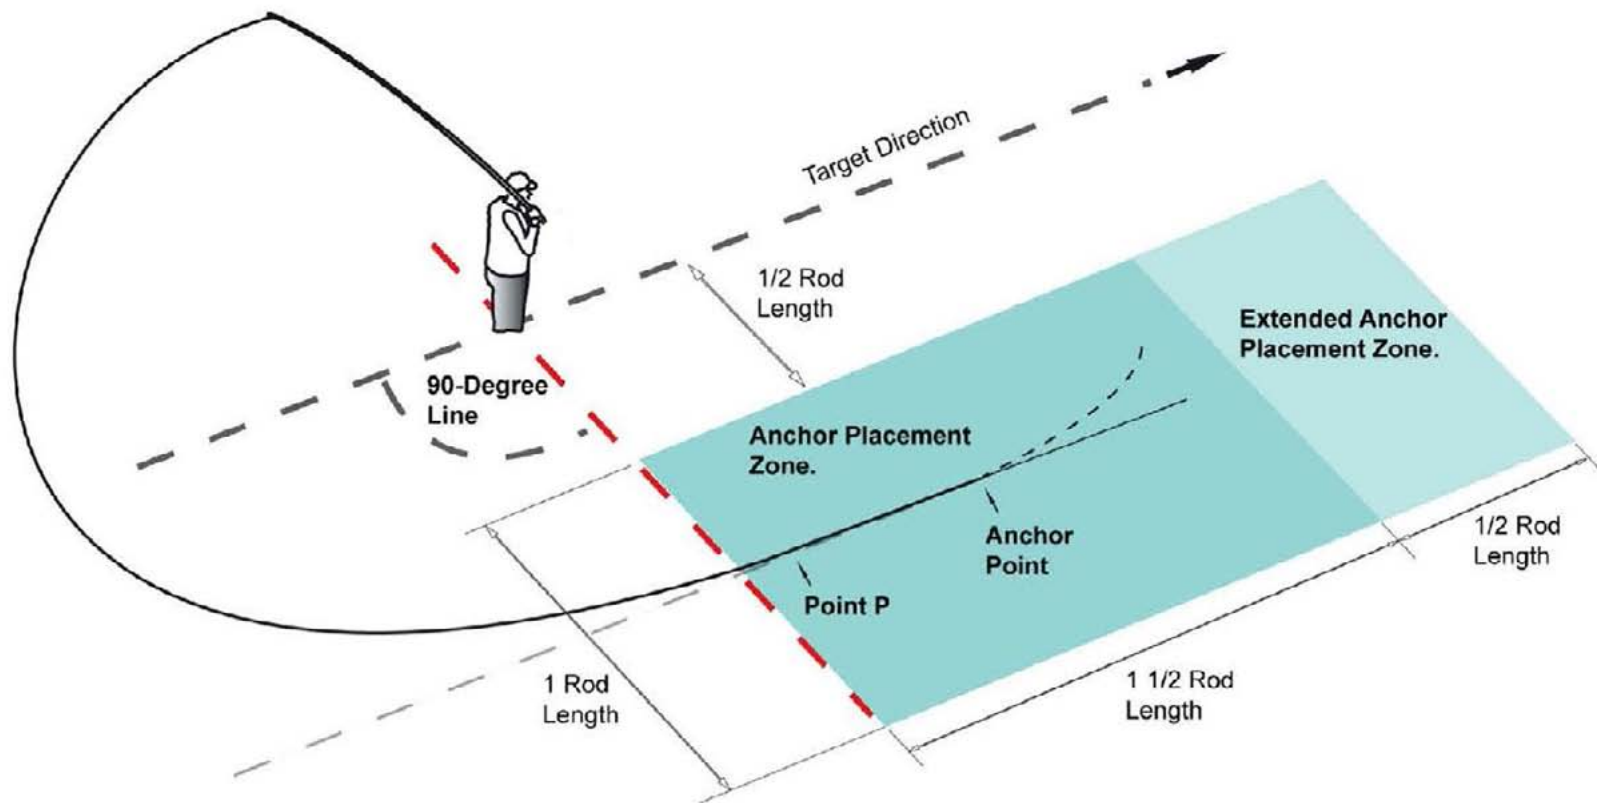 Target Direction
1/2 Rod
Length
Extended Anchor
Placement Zone.
90-Degree
Line
Anchor Placement
Zone.
Anchor
Point
1/2 Rod
Length
Point P
1 Rod
Length
1 1/2 Rod
Length